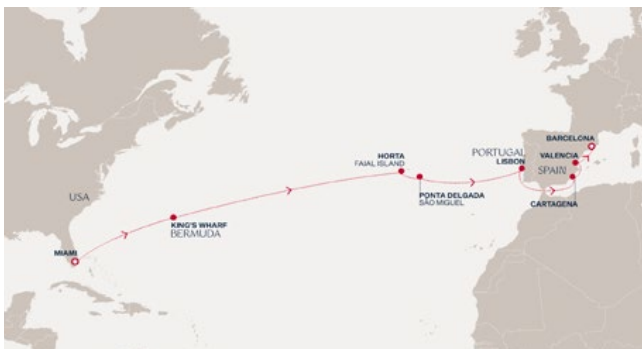 USA
MIAMI
KING'S WHARF
BERMUDA
HORTA
FAIAL ISLAND
PONTA DELGADA
SÃO MIGUEL
PORTUGAL
LISBON
BARCELONA
VALENCIA
SPAIN
CARTAGENA